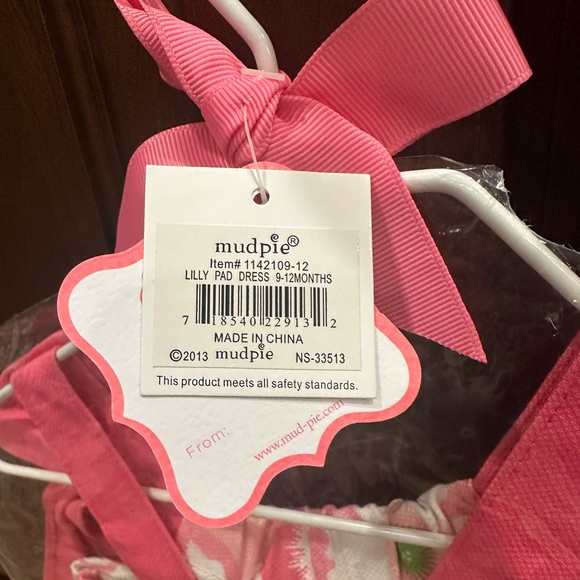 mudpie®
Item# 1142109-12
LILLY PAD DRESS 9-12MONTHS
7 18540 22913 2
MADE IN CHINA
©2013 mudpie NS-33513
This product meets all safety standards.
From:
www.mud-pie.com